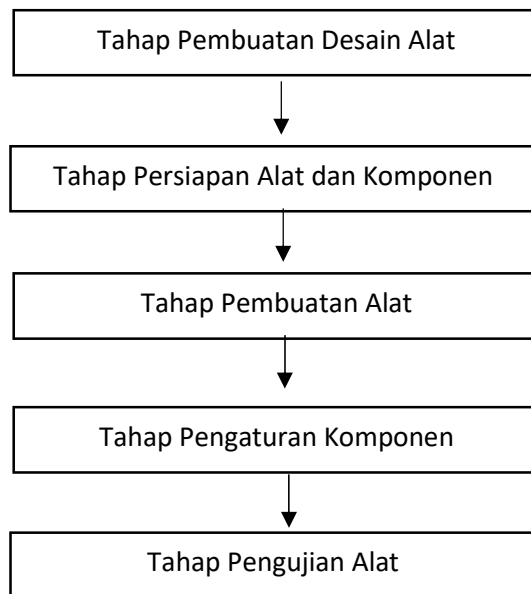 Tahap Pembuatan Desain Alat
Tahap Persiapan Alat dan Komponen
Tahap Pembuatan Alat
Tahap Pengaturan Komponen
Tahap Pengujian Alat